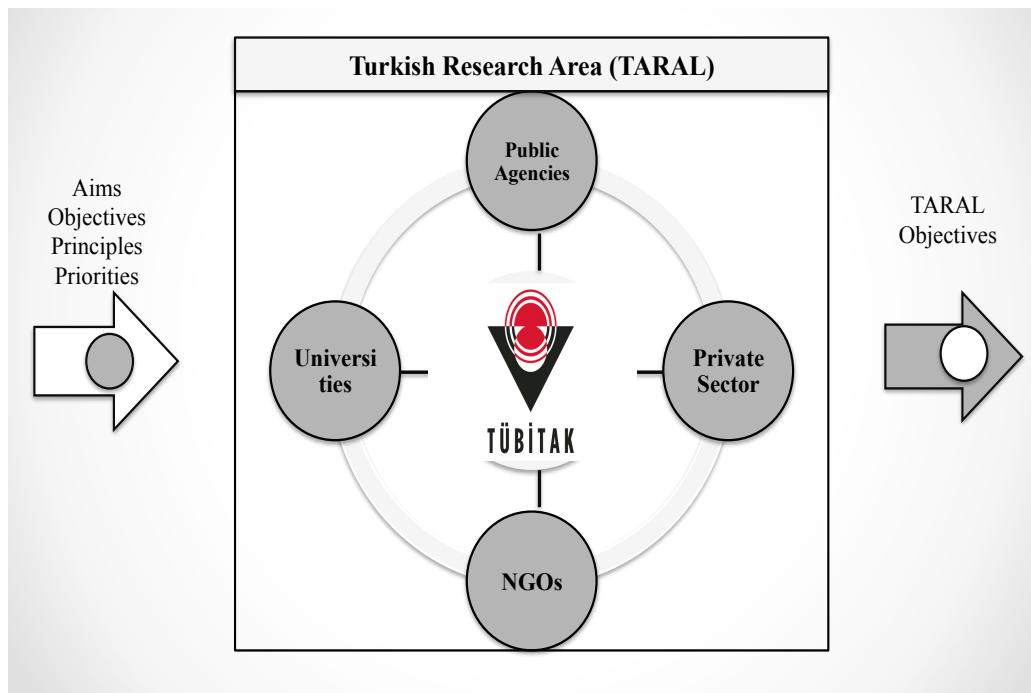 Turkish Research Area (TARAL)
Public
Agencies
Aims
Objectives
Principles
Priorities
TARAL
Objectives
Universi
ties
Private
Sector
TÜBİTAK
NGOs